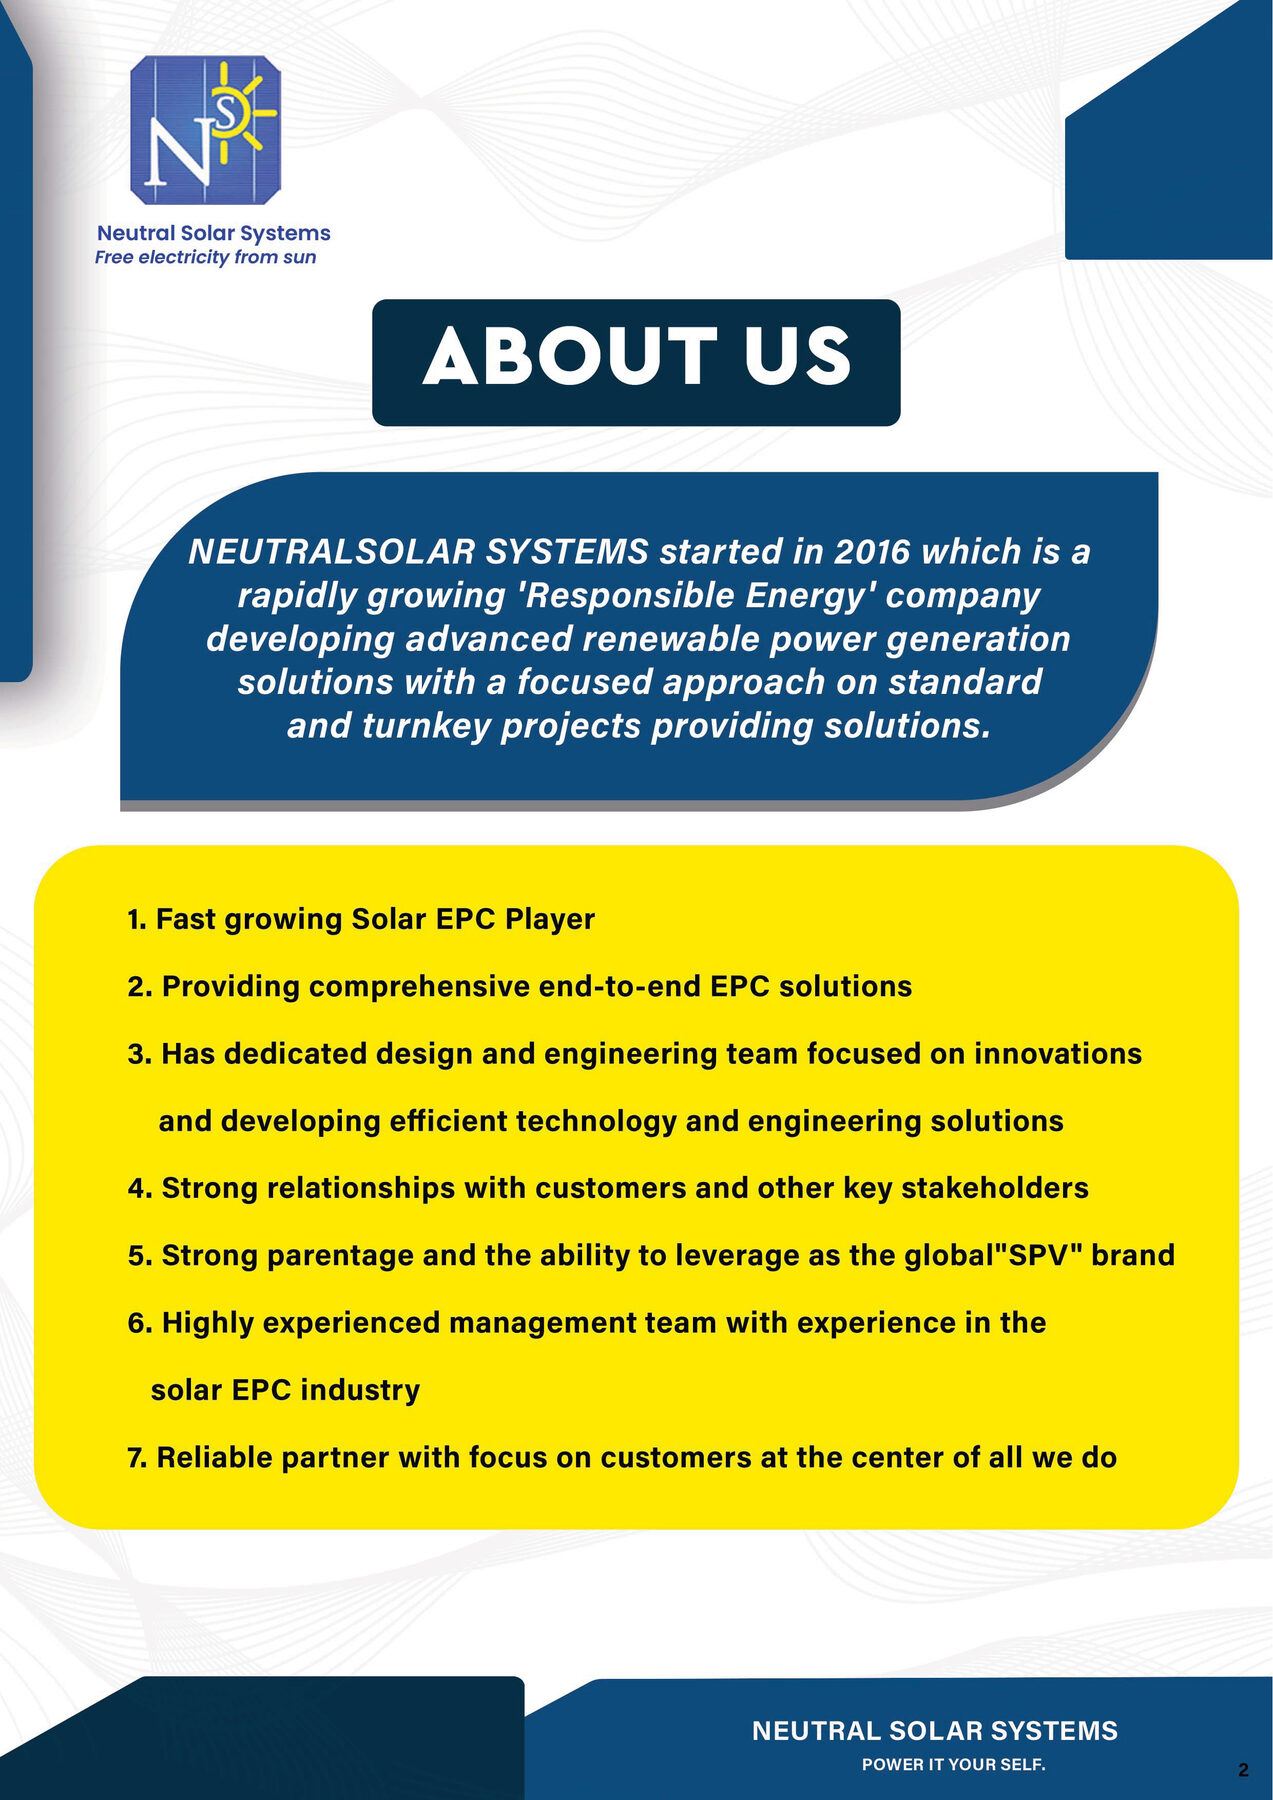 NS
Neutral Solar Systems
Free electricity from sun
ABOUT US
NEUTRALSOLAR SYSTEMS started in 2016 which is a
rapidly growing 'Responsible Energy' company
developing advanced renewable power generation
solutions with a focused approach on standard
and turnkey projects providing solutions.
1. Fast growing Solar EPC Player
2. Providing comprehensive end-to-end EPC solutions
3. Has dedicated design and engineering team focused on innovations
and developing efficient technology and engineering solutions
4. Strong relationships with customers and other key stakeholders
5. Strong parentage and the ability to leverage as the global"SPV" brand
6. Highly experienced management team with experience in the
solar EPC industry
7. Reliable partner with focus on customers at the center of all we do
NEUTRAL SOLAR SYSTEMS
POWER IT YOUR SELF.
2